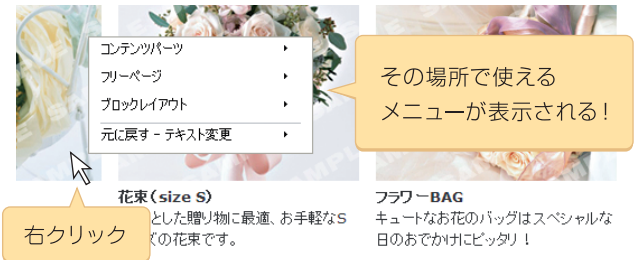 コンテンツパーツ
フリーページ
ブロックレイアウト
元に戻す - テキスト変更
その場所で使える
メニューが表示される！
右クリック
花束（size S）
とした贈り物に最適、お手軽なS
ズの花束です。
フラワーBAG
キュートなお花のバッグはスペシャルな
日のおでかけにピッタリ！